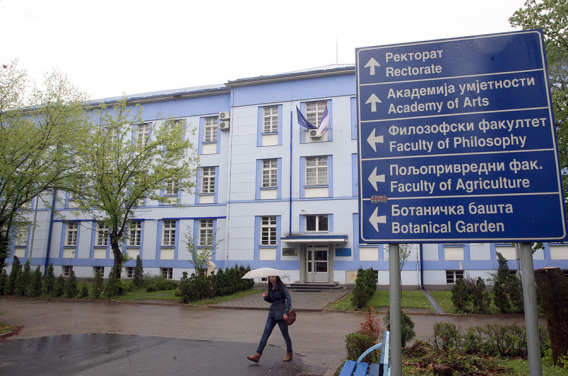 Ректорат
Rectorate
Академија умјетности
Academy of Arts
Филозофски факултет
Faculty of Philosophy
Пољопривредни фак.
Faculty of Agriculture
Ботаничка башта
Botanical Garden